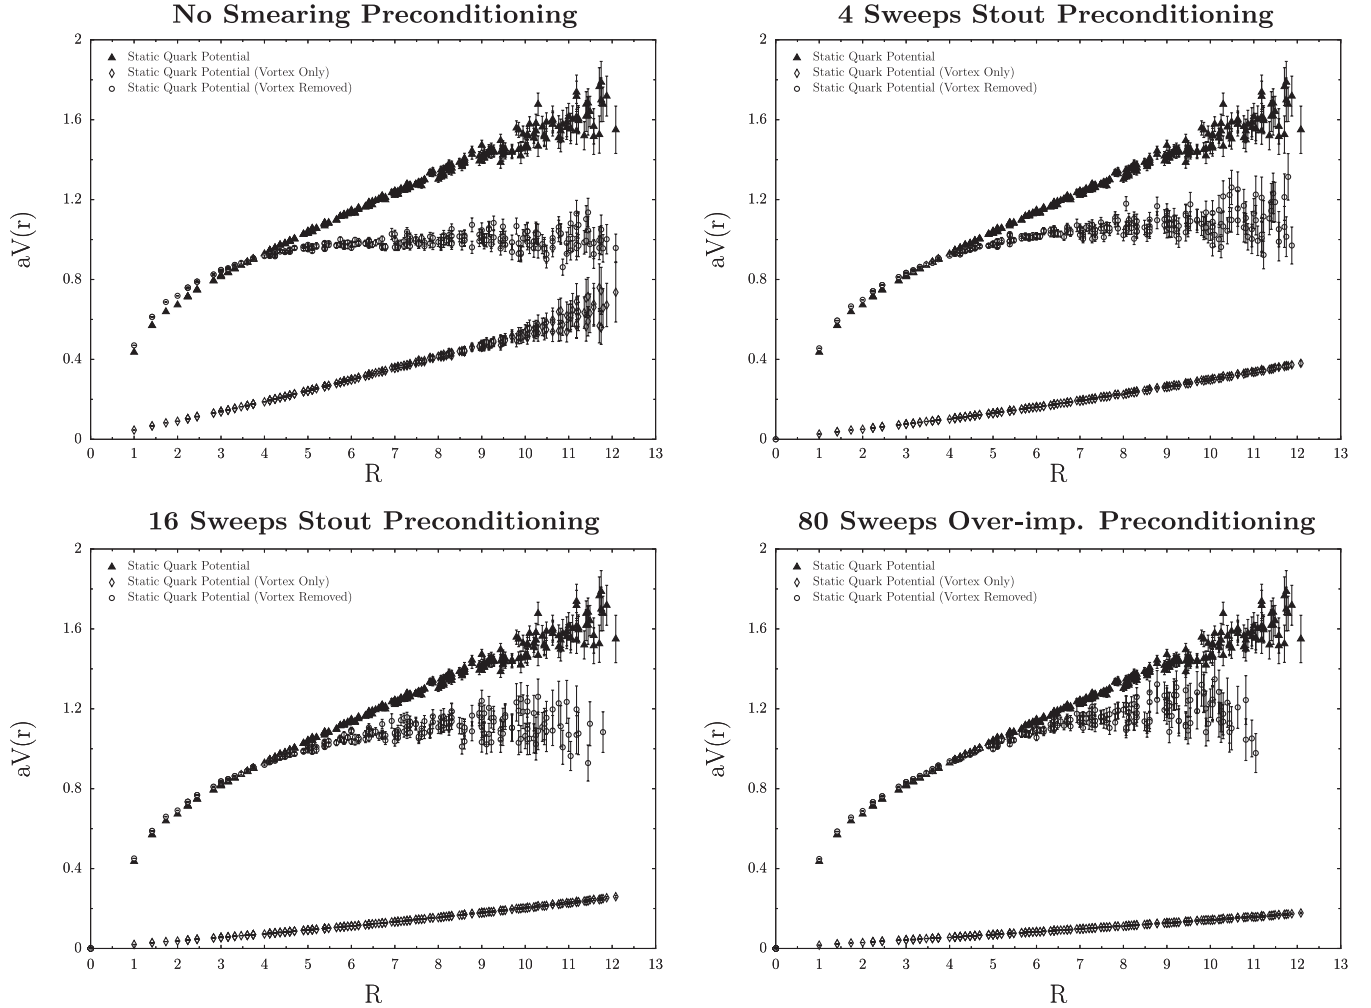 No Smearing Preconditioning
Static Quark Potential
Static Quark Potential (Vortex Only)
Static Quark Potential (Vortex Removed)
aV(r)
2
1.6
1.2
0.8
0.4
0
0 1 2 3 4 5 6 7 8 9 10 11 12 13
R
4 Sweeps Stout Preconditioning
Static Quark Potential
Static Quark Potential (Vortex Only)
Static Quark Potential (Vortex Removed)
aV(r)
2
1.6
1.2
0.8
0.4
0
0 1 2 3 4 5 6 7 8 9 10 11 12 13
R
16 Sweeps Stout Preconditioning
Static Quark Potential
Static Quark Potential (Vortex Only)
Static Quark Potential (Vortex Removed)
aV(r)
2
1.6
1.2
0.8
0.4
0
0 1 2 3 4 5 6 7 8 9 10 11 12 13
R
80 Sweeps Over-imp. Preconditioning
Static Quark Potential
Static Quark Potential (Vortex Only)
Static Quark Potential (Vortex Removed)
aV(r)
2
1.6
1.2
0.8
0.4
0
0 1 2 3 4 5 6 7 8 9 10 11 12 13
R